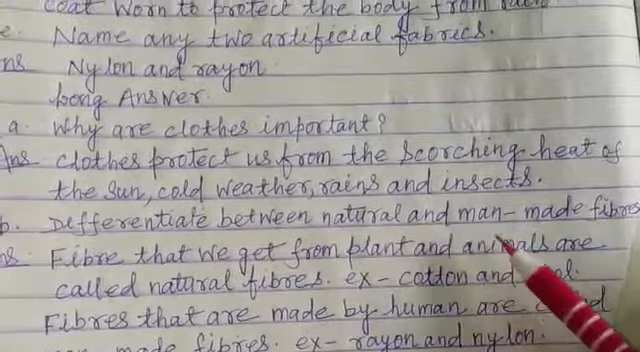 coat worn to protect the body from rain
e. Name any two artificial fabrics.
ns Nylon and rayon
Long Answer.
a. Why are clothes important?
Ans clothes protect us from the scorching heat of
the sun, cold weather, rains and insects.
b. Differentiate between natural and man-made fibres
ns. Fibre that we get from plant and animals are
called natural fibres. ex- cotton and
Fibres that are made by human are
made fibres. ex- rayon and nylon.